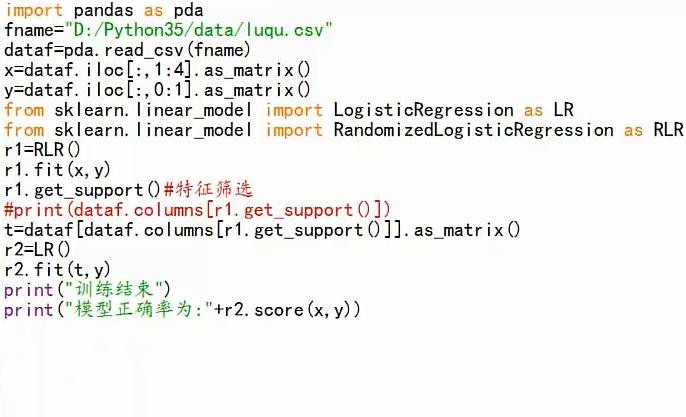 import pandas as pda
fname="D:/Python35/data/luqu.csv"
dataf=pda.read_csv(fname)
x=dataf.iloc[:,1:4].as_matrix()
y=dataf.iloc[:,0:1].as_matrix()
from sklearn.linear_model import LogisticRegression as LR
from sklearn.linear_model import RandomizedLogisticRegression as RLR
r1=RLR()
r1.fit(x,y)
r1.get_support()#特征筛选
#print(dataf.columns[r1.get_support()])
t=dataf[dataf.columns[r1.get_support()]].as_matrix()
r2=LR()
r2.fit(t,y)
print("训练结束")
print("模型正确率为:"+r2.score(x,y))